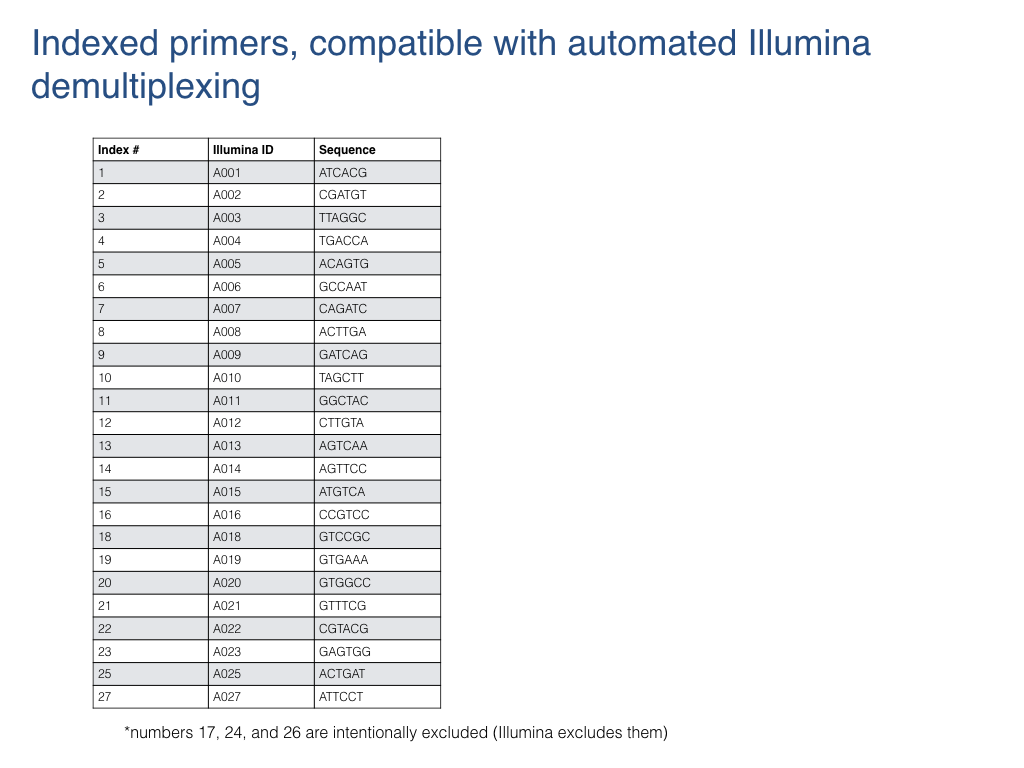 Indexed primers, compatible with automated Illumina
demultiplexing
Index # Illumina ID Sequence
1 A001 ATCACG
2 A002 CGATGT
3 A003 TTAGGC
4 A004 TGACCA
5 A005 ACAGTG
6 A006 GCCAAT
7 A007 CAGATC
8 A008 ACTTGA
9 A009 GATCAG
10 A010 TAGCTT
11 A011 GGCTAC
12 A012 CTTGTA
13 A013 AGTCAA
14 A014 AGTTCC
15 A015 ATGTCA
16 A016 CCGTCC
18 A018 GTCCGC
19 A019 GTGAAA
20 A020 GTGGCC
21 A021 GTTTCG
22 A022 CGTACG
23 A023 GAGTGG
25 A025 ACTGAT
27 A027 ATTCCT
*numbers 17, 24, and 26 are intentionally excluded (Illumina excludes them)